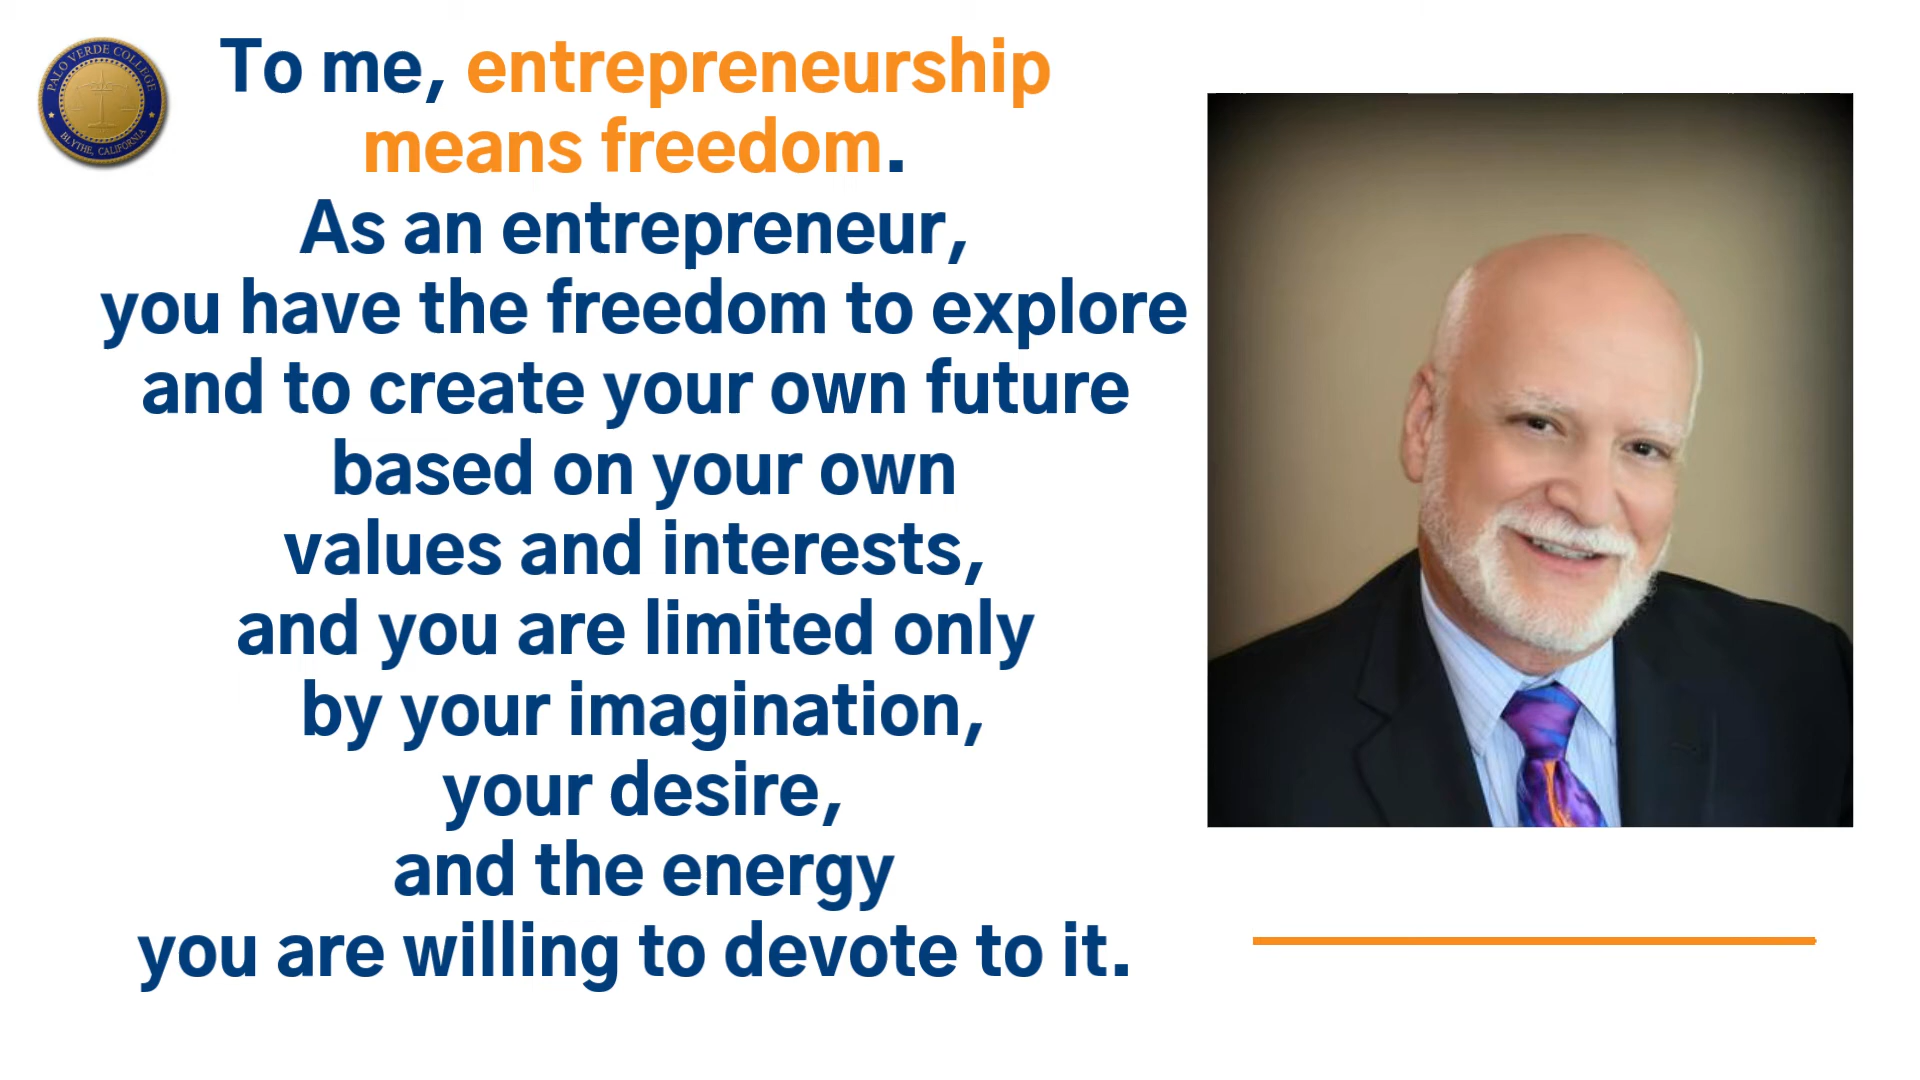 PALO VERDE COLLEGE
BLYTHE, CALIFORNIA
To me, entrepreneurship
means freedom.
As an entrepreneur,
you have the freedom to explore
and to create your own future
based on your own
values and interests,
and you are limited only
by your imagination,
your desire,
and the energy
you are willing to devote to it.